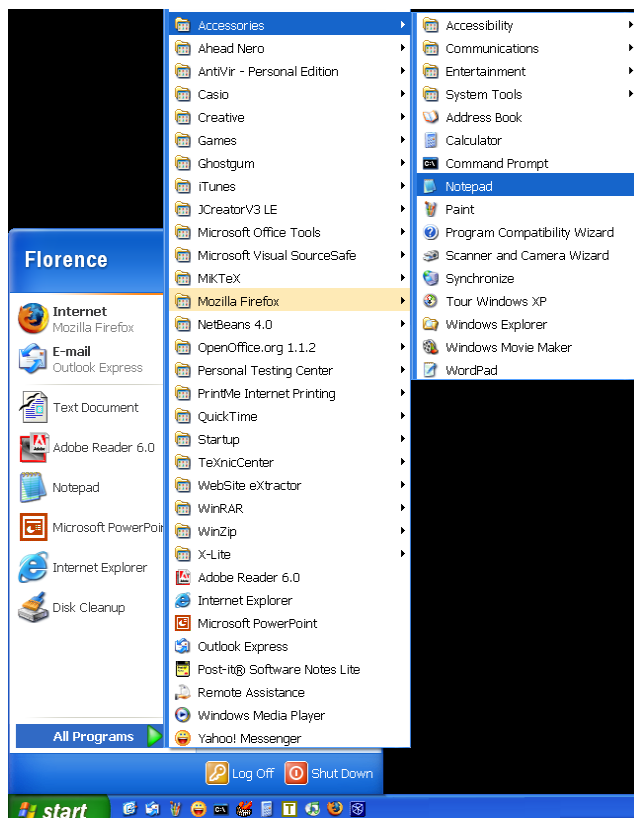 Florence
Internet
Mozilla Firefox
E-mail
Outlook Express
Text Document
Adobe Reader 6.0
Notepad
Microsoft PowerPoin
Internet Explorer
Disk Cleanup
All Programs
Accessories
Ahead Nero
AntiVir - Personal Edition
Casio
Creative
Games
Ghostgum
iTunes
JCreatorV3 LE
Microsoft Office Tools
Microsoft Visual SourceSafe
MiKTeX
Mozilla Firefox
NetBeans 4.0
OpenOffice.org 1.1.2
Personal Testing Center
PrintMe Internet Printing
QuickTime
Startup
TeXnicCenter
WebSite eXtractor
WinRAR
WinZip
X-Lite
Adobe Reader 6.0
Internet Explorer
Microsoft PowerPoint
Outlook Express
Post-it® Software Notes Lite
Remote Assistance
Windows Media Player
Yahoo! Messenger
Accessibility
Communications
Entertainment
System Tools
Address Book
Calculator
Command Prompt
Notepad
Paint
Program Compatibility Wizard
Scanner and Camera Wizard
Synchronize
Tour Windows XP
Windows Explorer
Windows Movie Maker
WordPad
Log Off
Shut Down
start